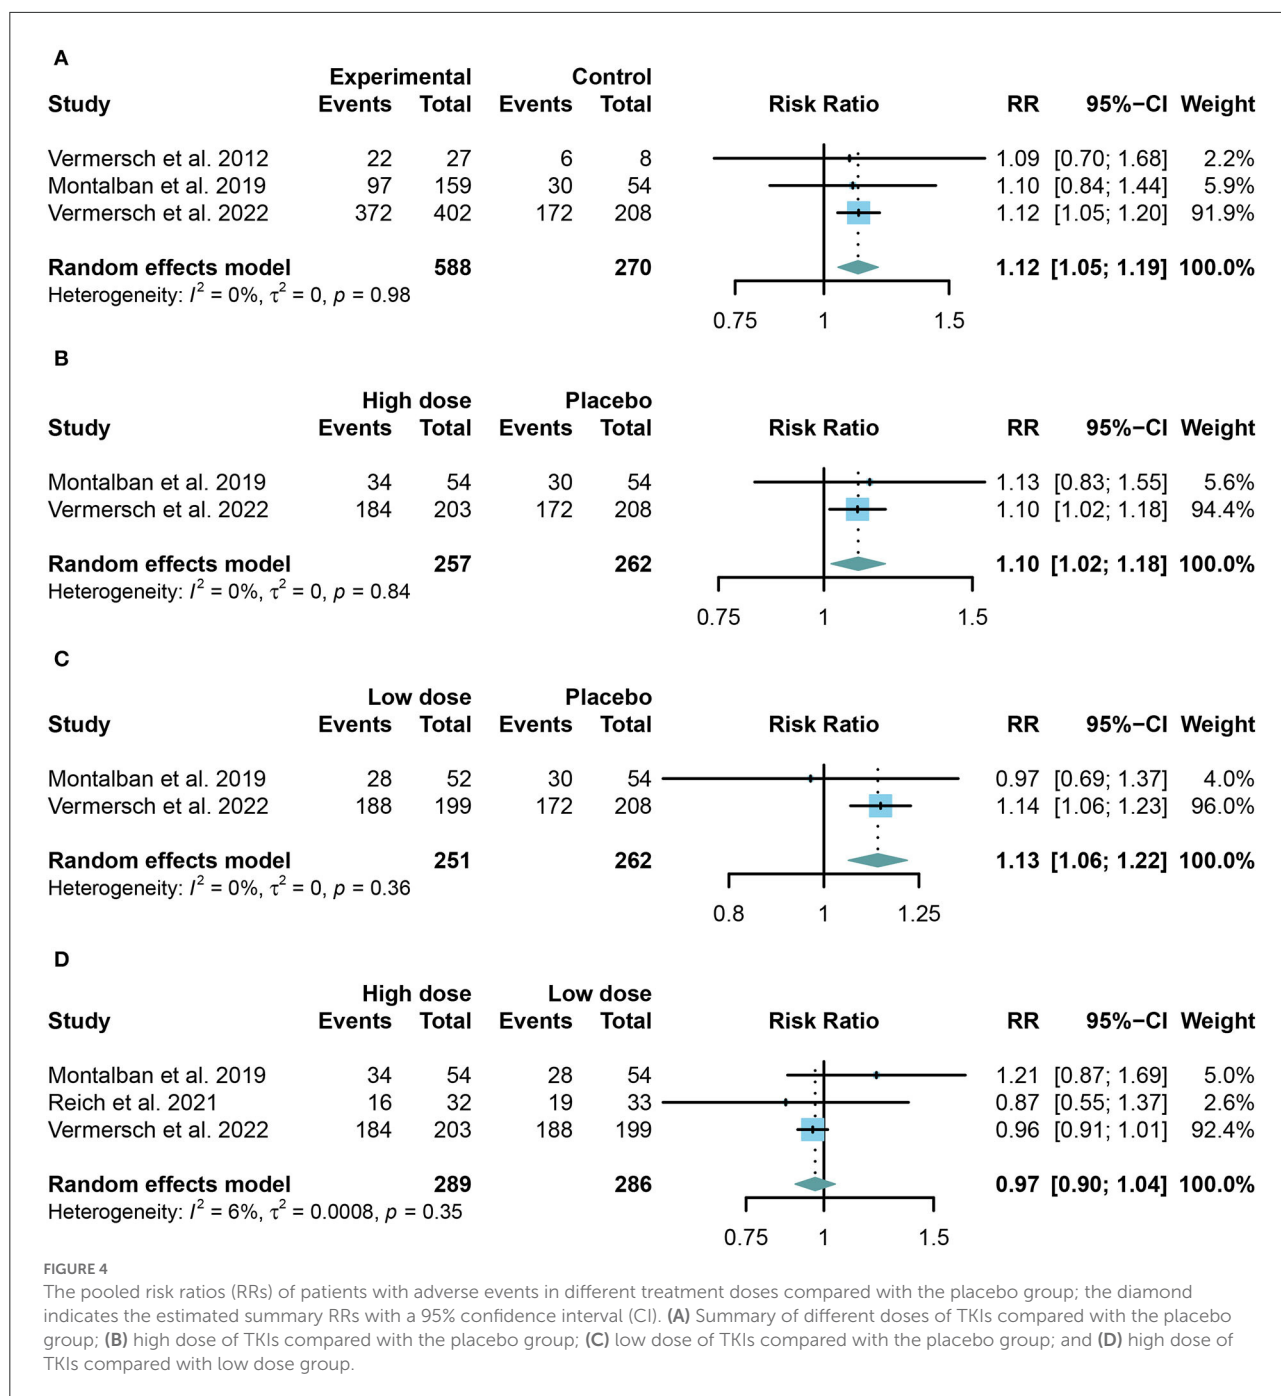 A
Experimental Control
Study Events Total Events Total Risk Ratio RR 95%−CI Weight
Vermersch et al. 2012 22 27 6 8 1.09 [0.70; 1.68] 2.2%
Montalban et al. 2019 97 159 30 54 1.10 [0.84; 1.44] 5.9%
Vermersch et al. 2022 372 402 172 208 1.12 [1.05; 1.20] 91.9%
Random effects model 588 270 1.12 [1.05; 1.19] 100.0%
Heterogeneity: I² = 0%, τ² = 0, p = 0.98
0.75 1 1.5
B
High dose Placebo
Study Events Total Events Total Risk Ratio RR 95%−CI Weight
Montalban et al. 2019 34 54 30 54 1.13 [0.83; 1.55] 5.6%
Vermersch et al. 2022 184 203 172 208 1.10 [1.02; 1.18] 94.4%
Random effects model 257 262 1.10 [1.02; 1.18] 100.0%
Heterogeneity: I² = 0%, τ² = 0, p = 0.84
0.75 1 1.5
C
Low dose Placebo
Study Events Total Events Total Risk Ratio RR 95%−CI Weight
Montalban et al. 2019 28 52 30 54 0.97 [0.69; 1.37] 4.0%
Vermersch et al. 2022 188 199 172 208 1.14 [1.06; 1.23] 96.0%
Random effects model 251 262 1.13 [1.06; 1.22] 100.0%
Heterogeneity: I² = 0%, τ² = 0, p = 0.36
0.8 1 1.25
D
High dose Low dose
Study Events Total Events Total Risk Ratio RR 95%−CI Weight
Montalban et al. 2019 34 54 28 54 1.21 [0.87; 1.69] 5.0%
Reich et al. 2021 16 32 19 33 0.87 [0.55; 1.37] 2.6%
Vermersch et al. 2022 184 203 188 199 0.96 [0.91; 1.01] 92.4%
Random effects model 289 286 0.97 [0.90; 1.04] 100.0%
Heterogeneity: I² = 6%, τ² = 0.0008, p = 0.35
0.75 1 1.5
FIGURE 4
The pooled risk ratios (RRs) of patients with adverse events in different treatment doses compared with the placebo group; the diamond
indicates the estimated summary RRs with a 95% confidence interval (CI). (A) Summary of different doses of TKIs compared with the placebo
group; (B) high dose of TKIs compared with the placebo group; (C) low dose of TKIs compared with the placebo group; and (D) high dose of
TKIs compared with low dose group.